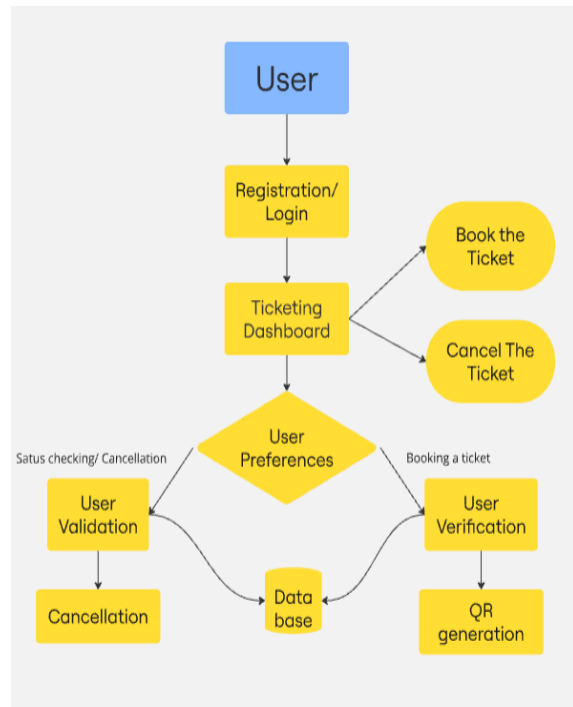 User
Registration/
Login
Book the
Ticket
Ticketing
Dashboard
Cancel The
Ticket
User
Preferences
Satus checking/ Cancellation
Booking a ticket
User
Validation
User
Verification
Data
base
Cancellation
QR
generation